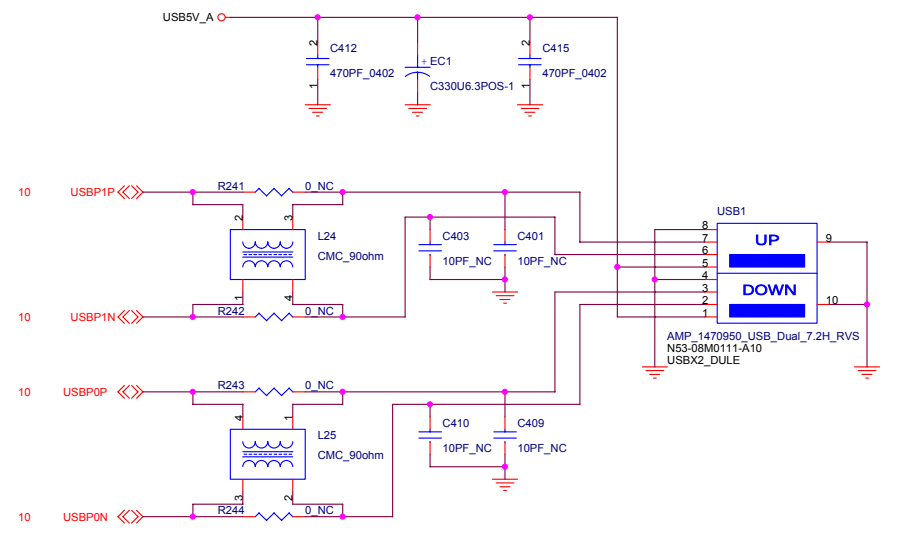 USB5V_A
2
C412
470PF_0402
1
+ EC1
C330U6.3POS-1
2
C415
470PF_0402
1
10 USBP1P
R241 0_NC
2 3
L24
CMC_90ohm
1 4
10 USBP1N
R242 0_NC
C403
10PF_NC
C401
10PF_NC
USB1
8
7
6
5
4
3
2
1
UP
DOWN
9
10
AMP_1470950_USB_Dual_7.2H_RVS
N53-08M0111-A10
USBX2_DULE
10 USBP0P
R243 0_NC
4 1
L25
CMC_90ohm
3 2
10 USBP0N
R244 0_NC
C410
10PF_NC
C409
10PF_NC